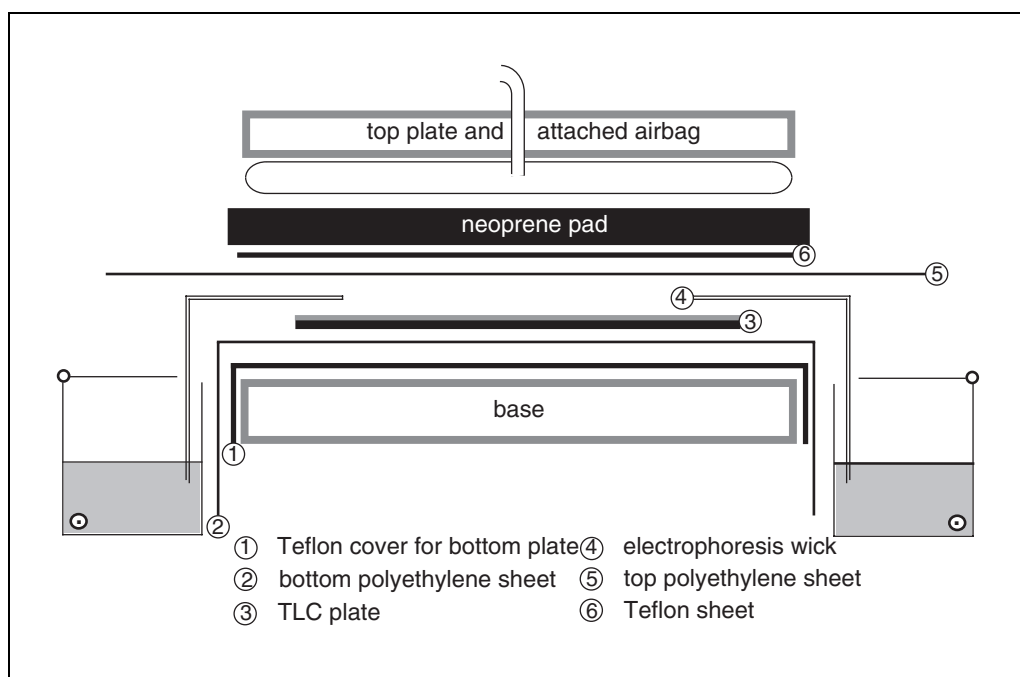 top plate and attached airbag
neoprene pad
⑥
⑤
④
③
base
①
②
① Teflon cover for bottom plate ④ electrophoresis wick
② bottom polyethylene sheet ⑤ top polyethylene sheet
③ TLC plate ⑥ Teflon sheet